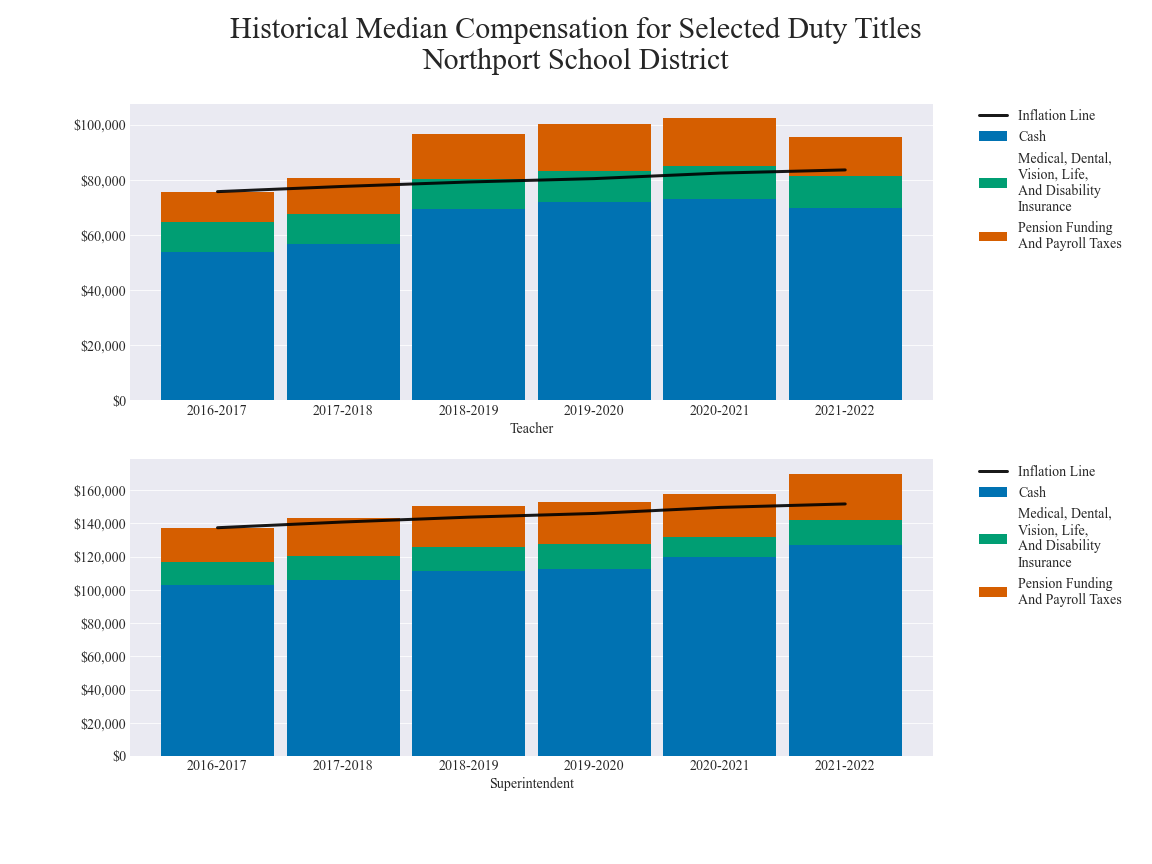 Historical Median Compensation for Selected Duty Titles
Northport School District
$100,000
$80,000
$60,000
$40,000
$20,000
$0
2016-2017
2017-2018
2018-2019
2019-2020
2020-2021
2021-2022
Teacher
Inflation Line
Cash
Medical, Dental,
Vision, Life,
And Disability
Insurance
Pension Funding
And Payroll Taxes
$160,000
$140,000
$120,000
$100,000
$80,000
$60,000
$40,000
$20,000
$0
2016-2017
2017-2018
2018-2019
2019-2020
2020-2021
2021-2022
Superintendent
Inflation Line
Cash
Medical, Dental,
Vision, Life,
And Disability
Insurance
Pension Funding
And Payroll Taxes